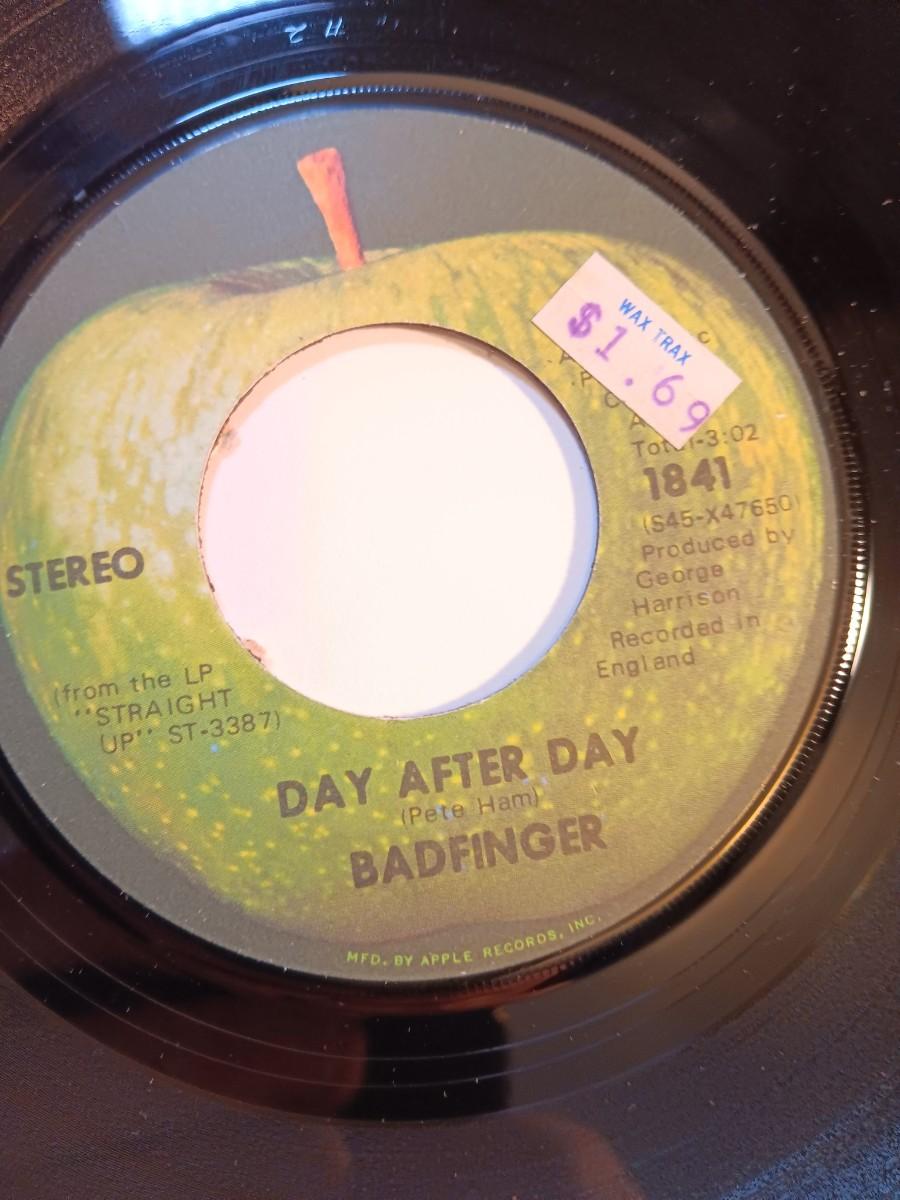 WAX TRAX
$1.69
Total-3:02
1841
(S45-X47650)
Produced by
George
Harrison
Recorded in
England
STEREO
(from the LP
"STRAIGHT
UP" ST-3387)
DAY AFTER DAY
(Pete Ham)
BADFINGER
MFD. BY APPLE RECORDS, INC.